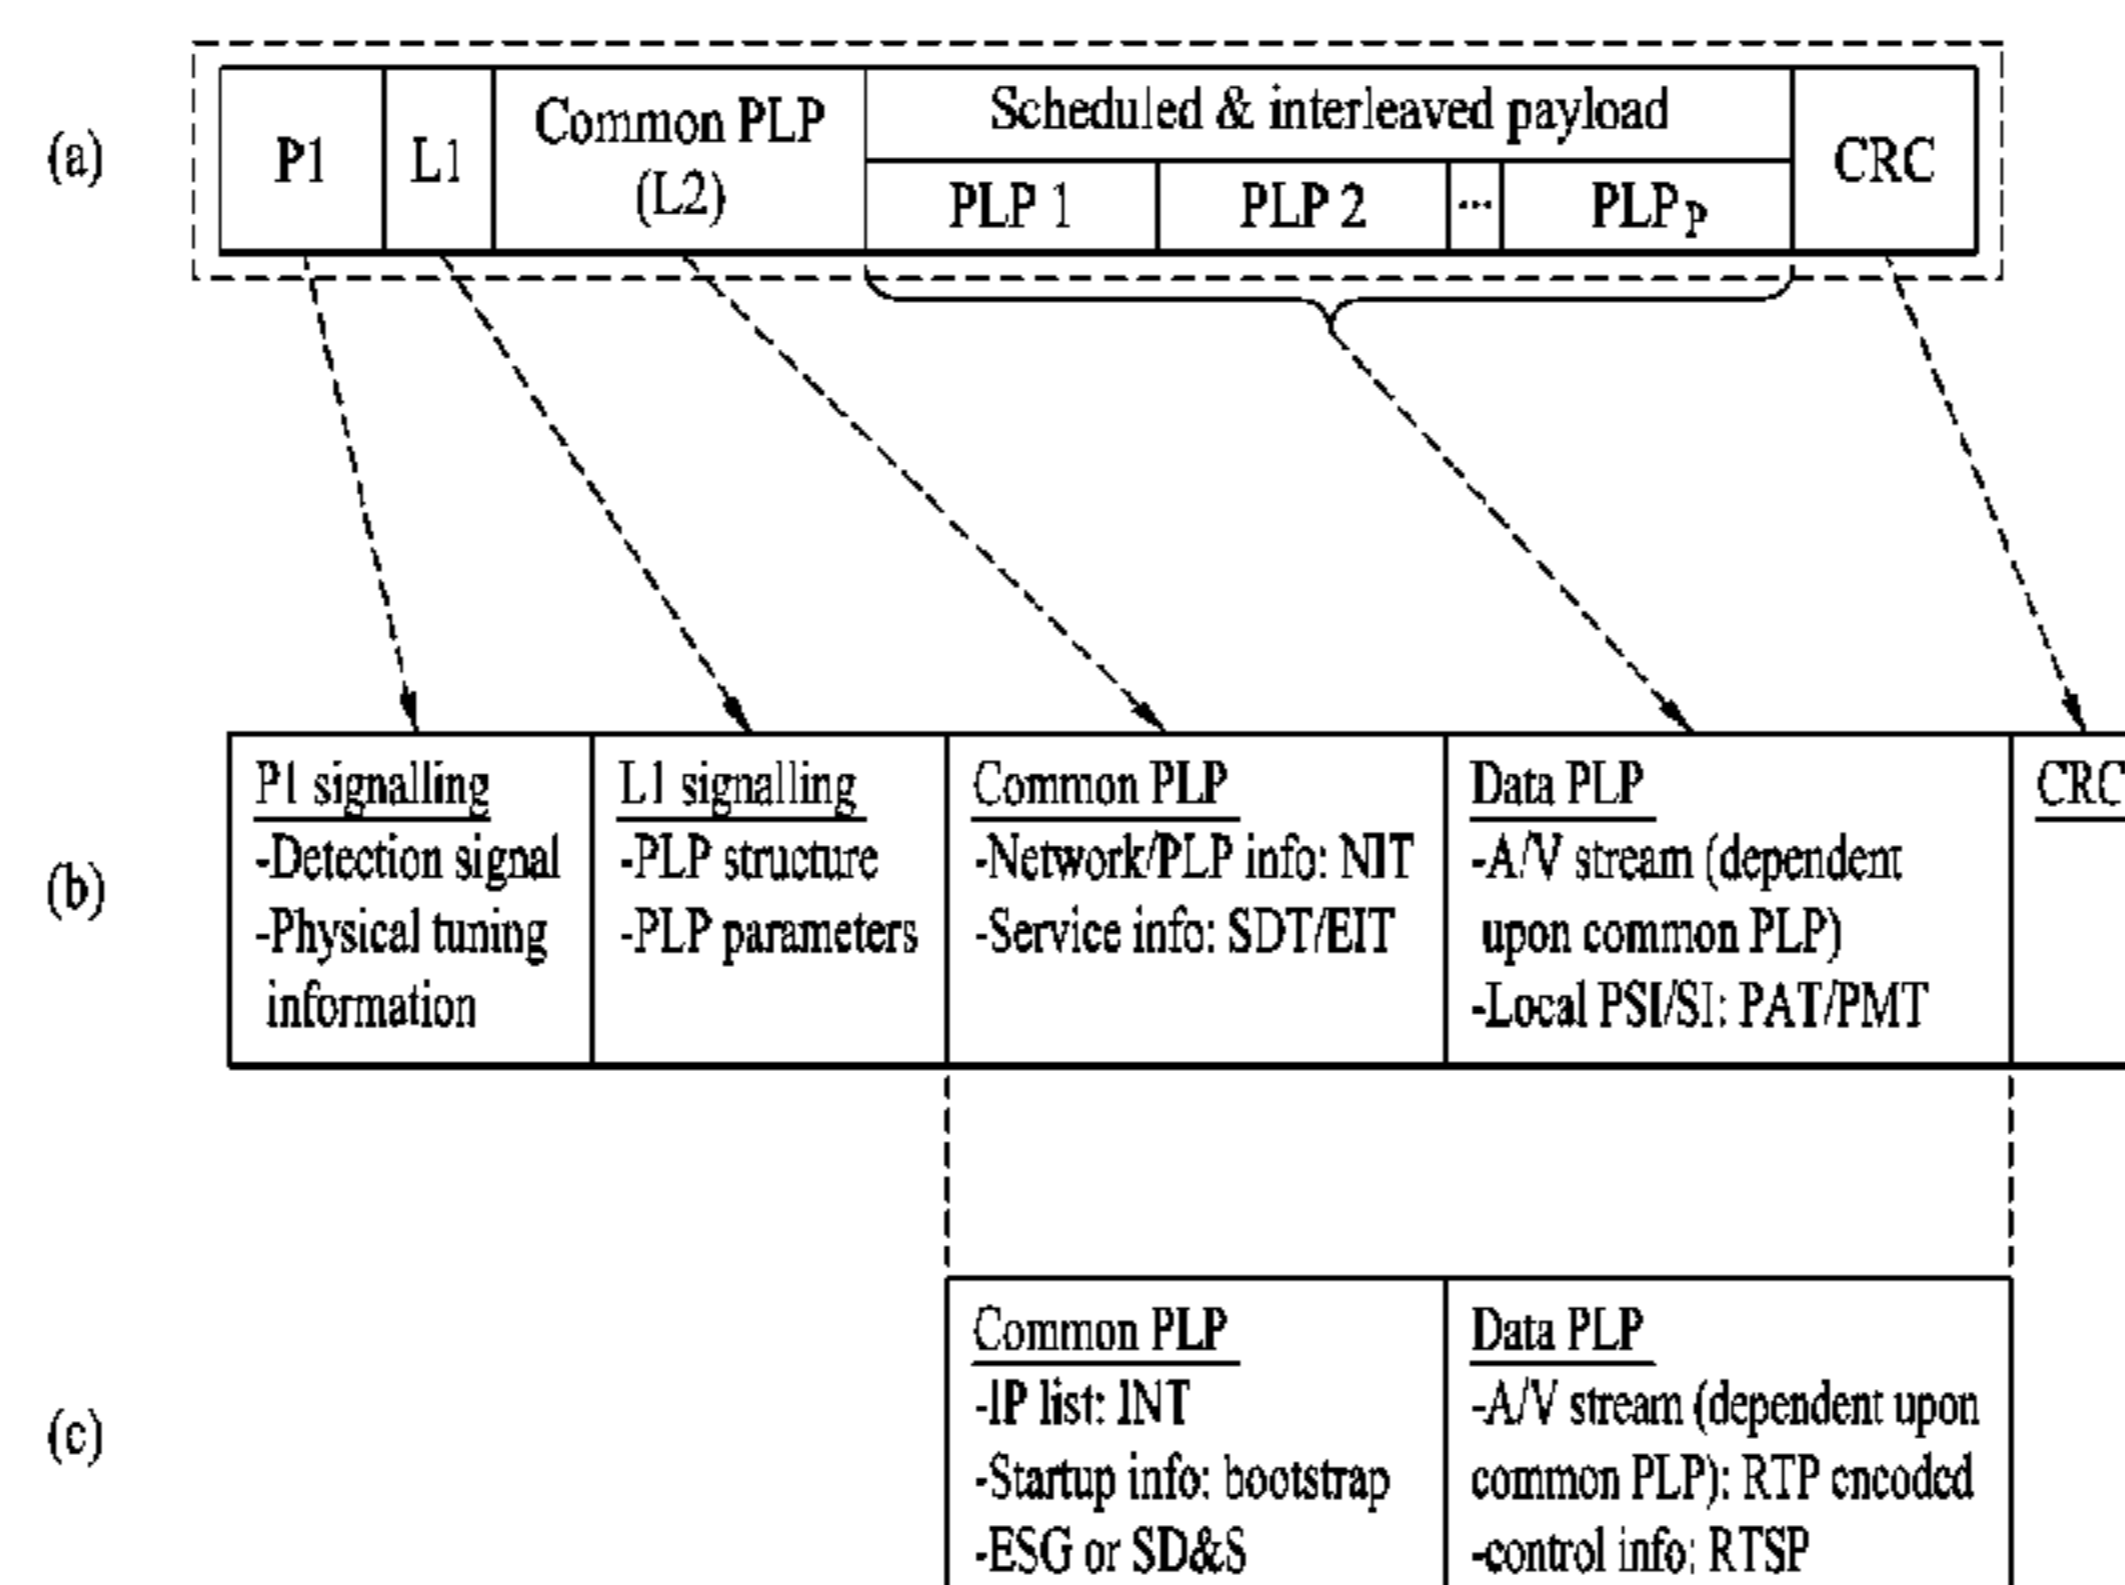 (a)
P1
L1
Common PLP
(L2)
Scheduled & interleaved payload
PLP 1
PLP 2
...
PLP P
CRC
(b)
P1 signalling
-Detection signal
-Physical tuning
information
L1 signalling
-PLP structure
-PLP parameters
Common PLP
-Network/PLP info: NIT
-Service info: SDT/EIT
Data PLP
-A/V stream (dependent
upon common PLP)
-Local PSI/SI: PAT/PMT
CRC
(c)
Common PLP
-IP list: INT
-Startup info: bootstrap
-ESG or SD&S
Data PLP
-A/V stream (dependent upon
common PLP): RTP encoded
-control info: RTSP